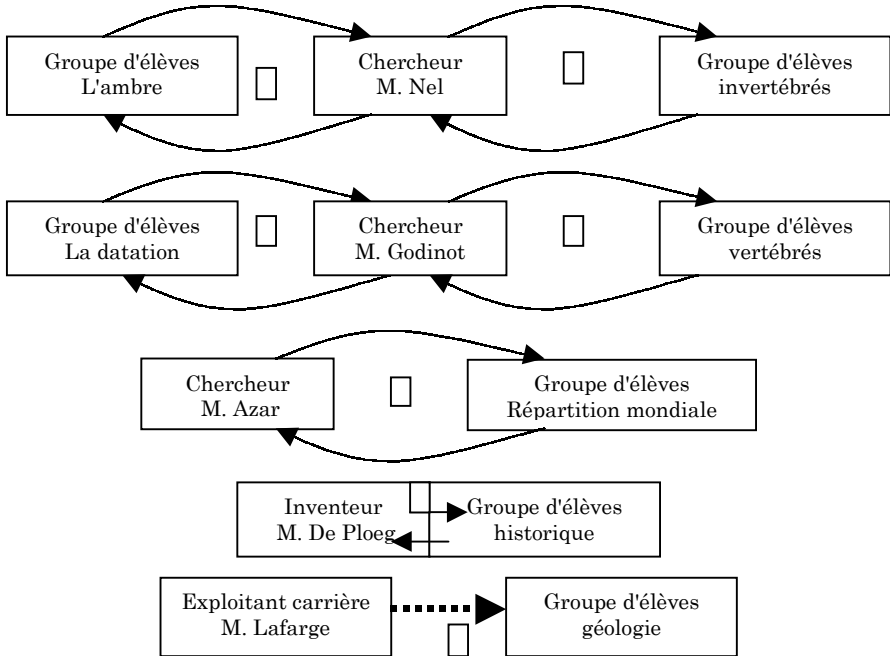 Groupe d'élèves
L'ambre
Chercheur
M. Nel
Groupe d'élèves
invertébrés
Groupe d'élèves
La datation
Chercheur
M. Godinot
Groupe d'élèves
vertébrés
Chercheur
M. Azar
Groupe d'élèves
Répartition mondiale
Inventeur
M. De Ploeg
Groupe d'élèves
historique
Exploitant carrière
M. Lafarge
Groupe d'élèves
géologie